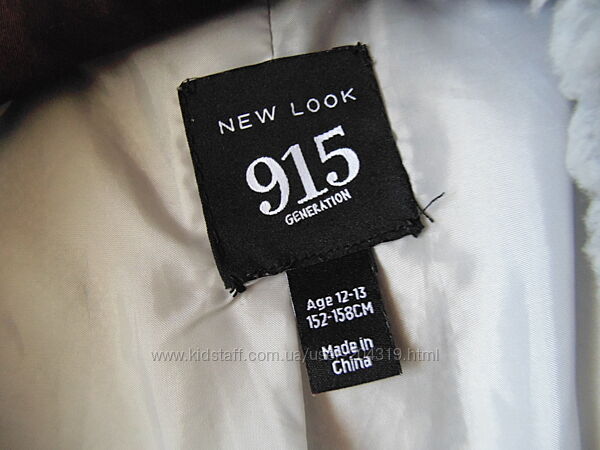 NEW LOOK
915
GENERATION
Age 12-13
152-158CM
Made in
China